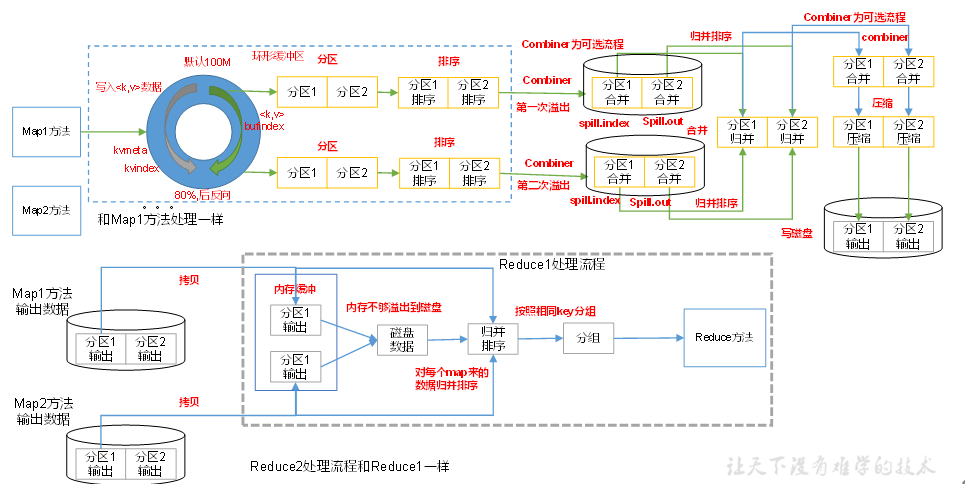 Combiner为可选流程
归并排序
Combiner为可选流程
combiner
默认100M
环形缓冲区
分区
排序
写入<k,v>数据
Combiner
分区1
分区2
分区1
排序
分区2
排序
第一次溢出
分区1
合并
分区2
合并
spill.index
Spill.out
分区1
合并
分区2
合并
压缩
Map1方法
<k,v>
bufindex
kvmeta
kvindex
80%,后反向
分区
排序
Combiner
分区1
分区2
分区1
排序
分区2
排序
第二次溢出
合并
分区1
合并
分区2
合并
spill.index
Spill.out
归并排序
分区1
归并
分区2
归并
分区1
压缩
分区2
压缩
写磁盘
分区1
输出
分区2
输出
Map2方法
。。。
和Map1方法处理一样
Reduce1处理流程
Map1方法
输出数据
拷贝
分区1
输出
分区2
输出
内存缓冲
分区1
输出
分区1
输出
内存不够溢出到磁盘
磁盘
数据
归并
排序
对每个map来的
数据归并排序
按照相同key分组
分组
Reduce方法
Map2方法
输出数据
拷贝
分区1
输出
分区2
输出
Reduce2处理流程和Reduce1一样
让天下没有难学的技术